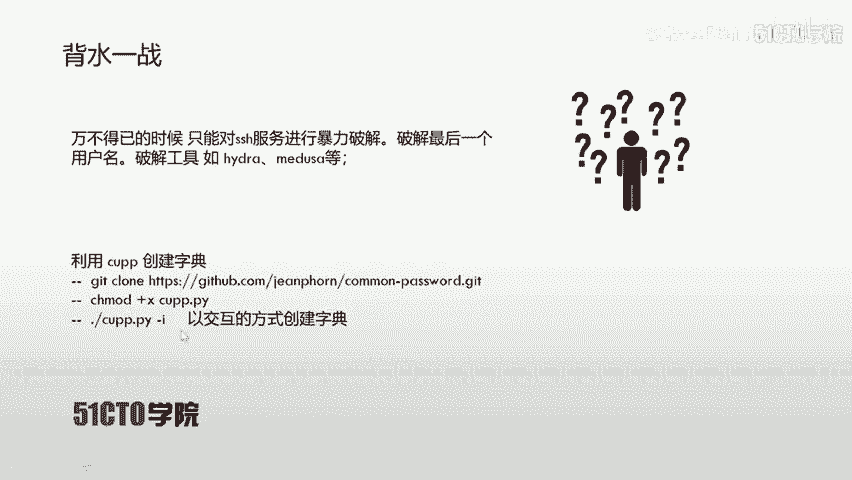 背水一战
51CTO学院
万不得已的时候 只能对ssh服务进行暴力破解。破解最后一个
用户名。破解工具 如 hydra、medusa等；
利用 cupp 创建字典
-- git clone https://github.com/jeanphorn/common-password.git
-- chmod +x cupp.py
-- ./cupp.py -i 以交互的方式创建字典
51CTO学院